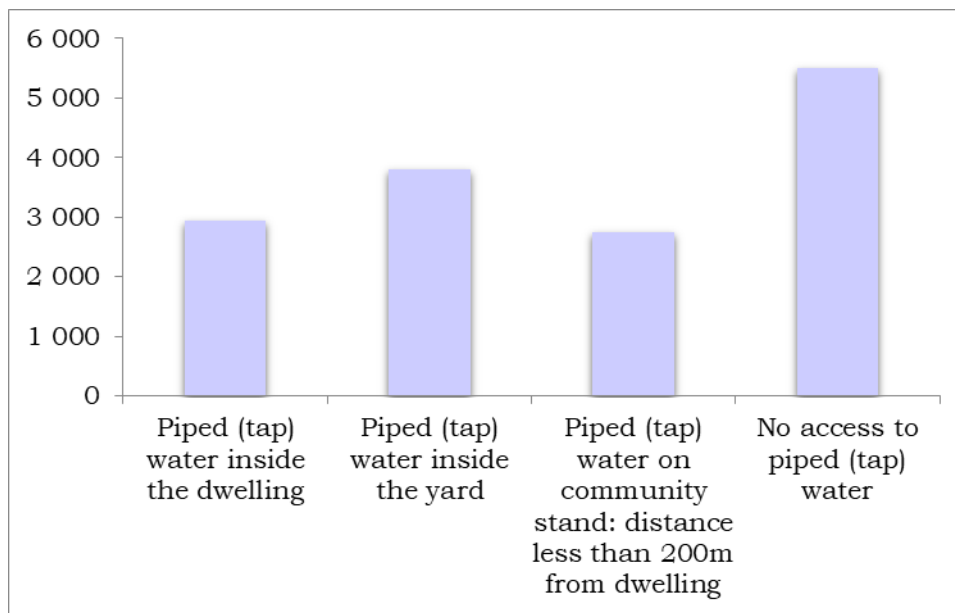 6 000
5 000
4 000
3 000
2 000
1 000
0
Piped (tap)
water inside
the dwelling
Piped (tap)
water inside
the yard
Piped (tap)
water on
community
stand: distance
less than 200m
from dwelling
No access to
piped (tap)
water